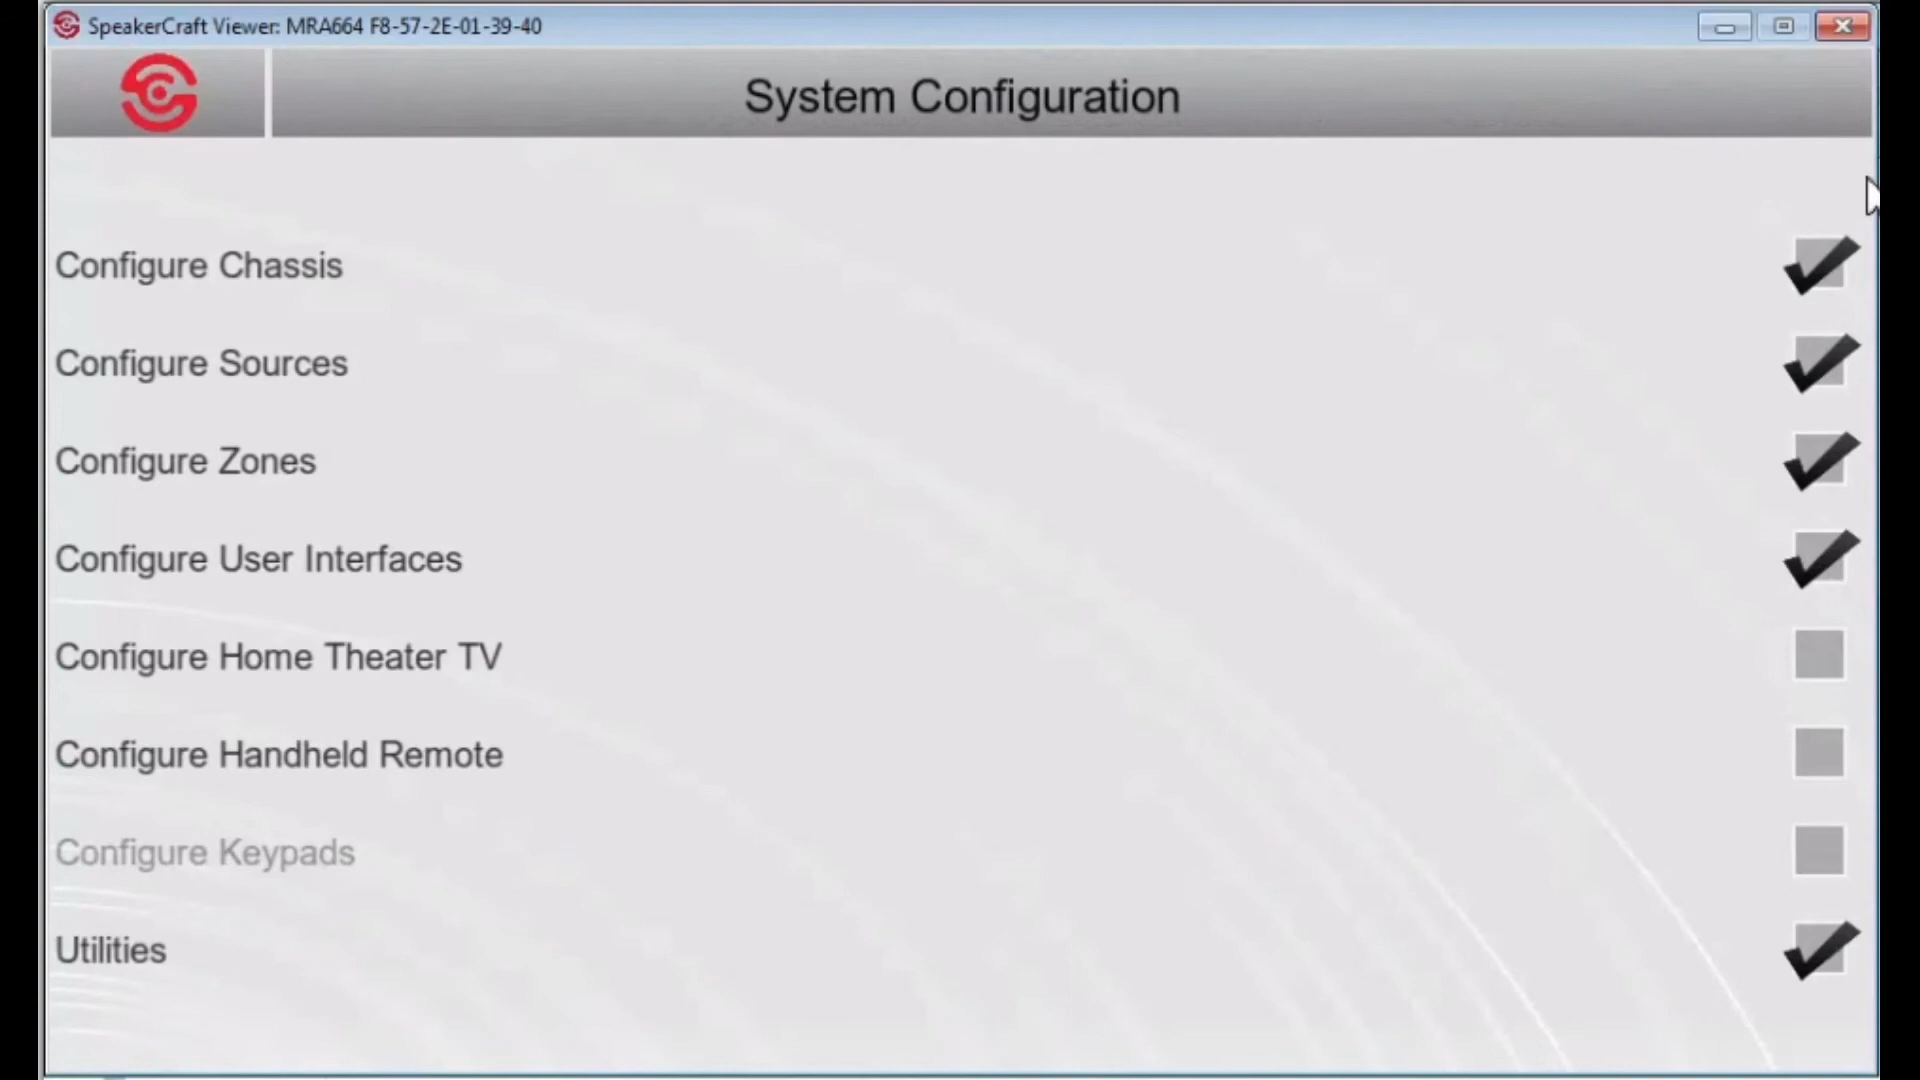 SpeakerCraft Viewer: MRA664 F8-57-2E-01-39-40
System Configuration
Configure Chassis
Configure Sources
Configure Zones
Configure User Interfaces
Configure Home Theater TV
Configure Handheld Remote
Configure Keypads
Utilities